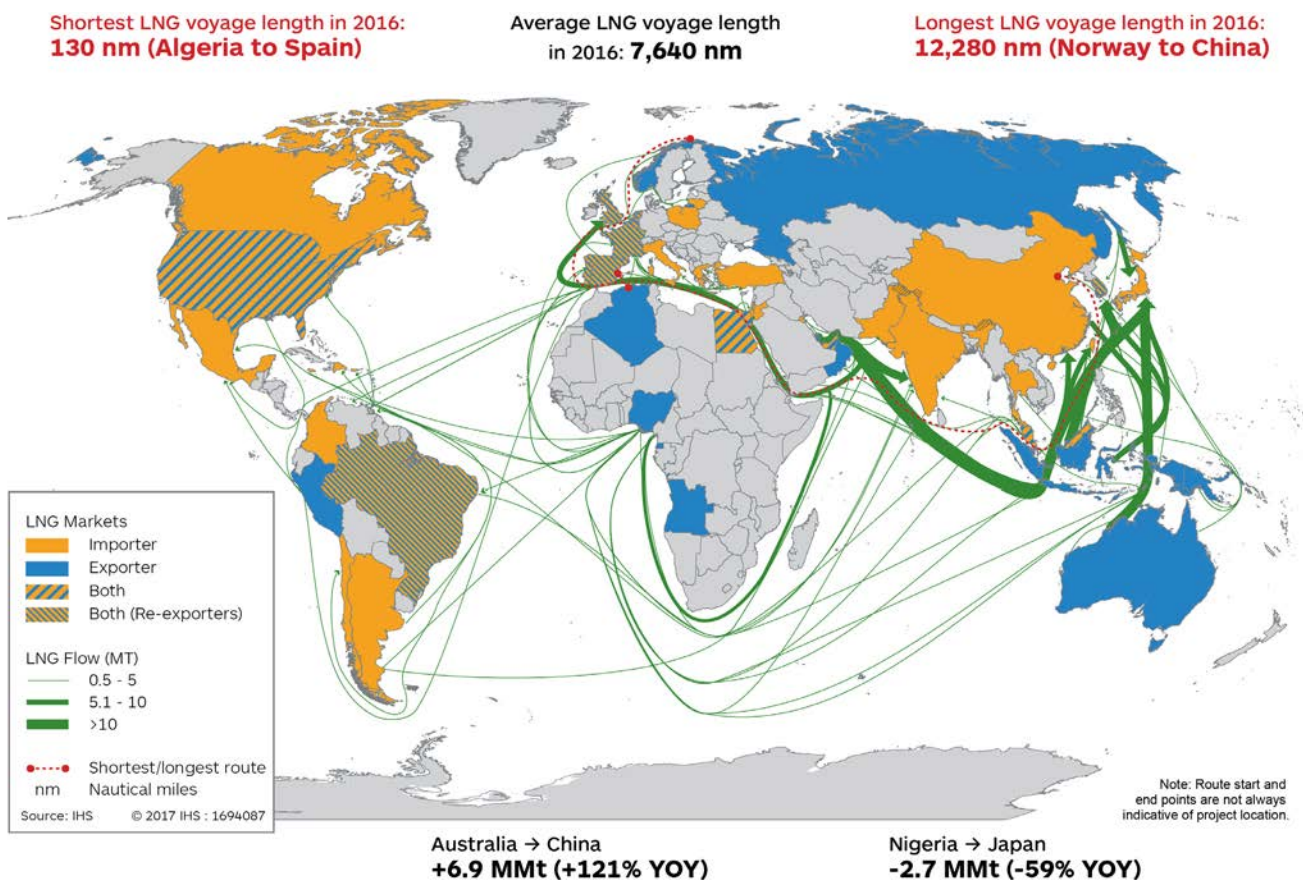 Shortest LNG voyage length in 2016:
130 nm (Algeria to Spain)
Average LNG voyage length
in 2016: 7,640 nm
Longest LNG voyage length in 2016:
12,280 nm (Norway to China)
LNG Markets
Importer
Exporter
Both
Both (Re-exporters)
LNG Flow (MT)
0.5 - 5
5.1 - 10
>10
Shortest/longest route
nm Nautical miles
Source: IHS © 2017 IHS : 1694087
Note: Route start and
end points are not always
indicative of project location.
Australia → China
+6.9 MMt (+121% YOY)
Nigeria → Japan
-2.7 MMt (-59% YOY)